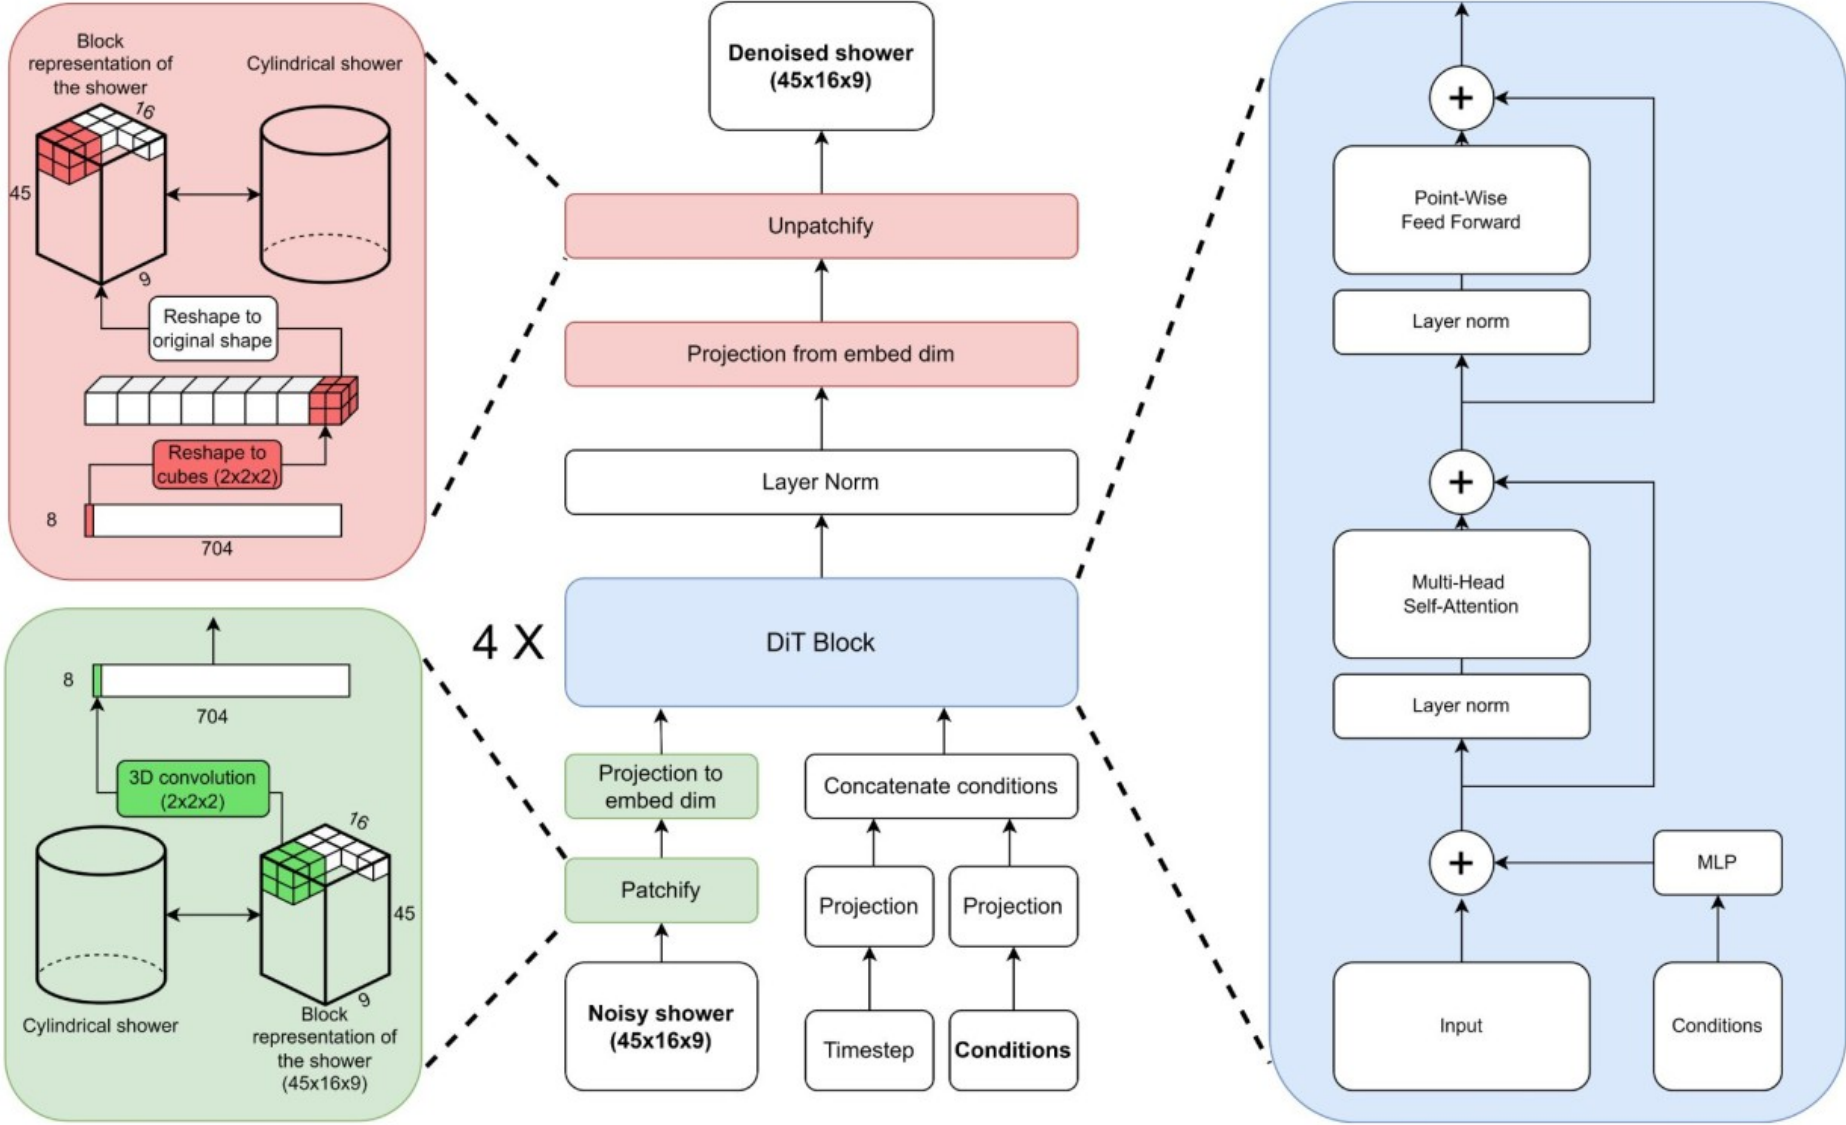 Block
representation of
the shower
16
Cylindrical shower
45
9
Reshape to
original shape
Reshape to
cubes (2x2x2)
8
704
8
704
3D convolution
(2x2x2)
16
45
9
Cylindrical shower
Block
representation of
the shower
(45x16x9)
Denoised shower
(45x16x9)
Unpatchify
Projection from embed dim
Layer Norm
4 X
DiT Block
Projection to
embed dim
Concatenate conditions
Patchify
Projection
Projection
Noisy shower
(45x16x9)
Timestep
Conditions
+
Point-Wise
Feed Forward
Layer norm
+
Multi-Head
Self-Attention
Layer norm
+
MLP
Input
Conditions